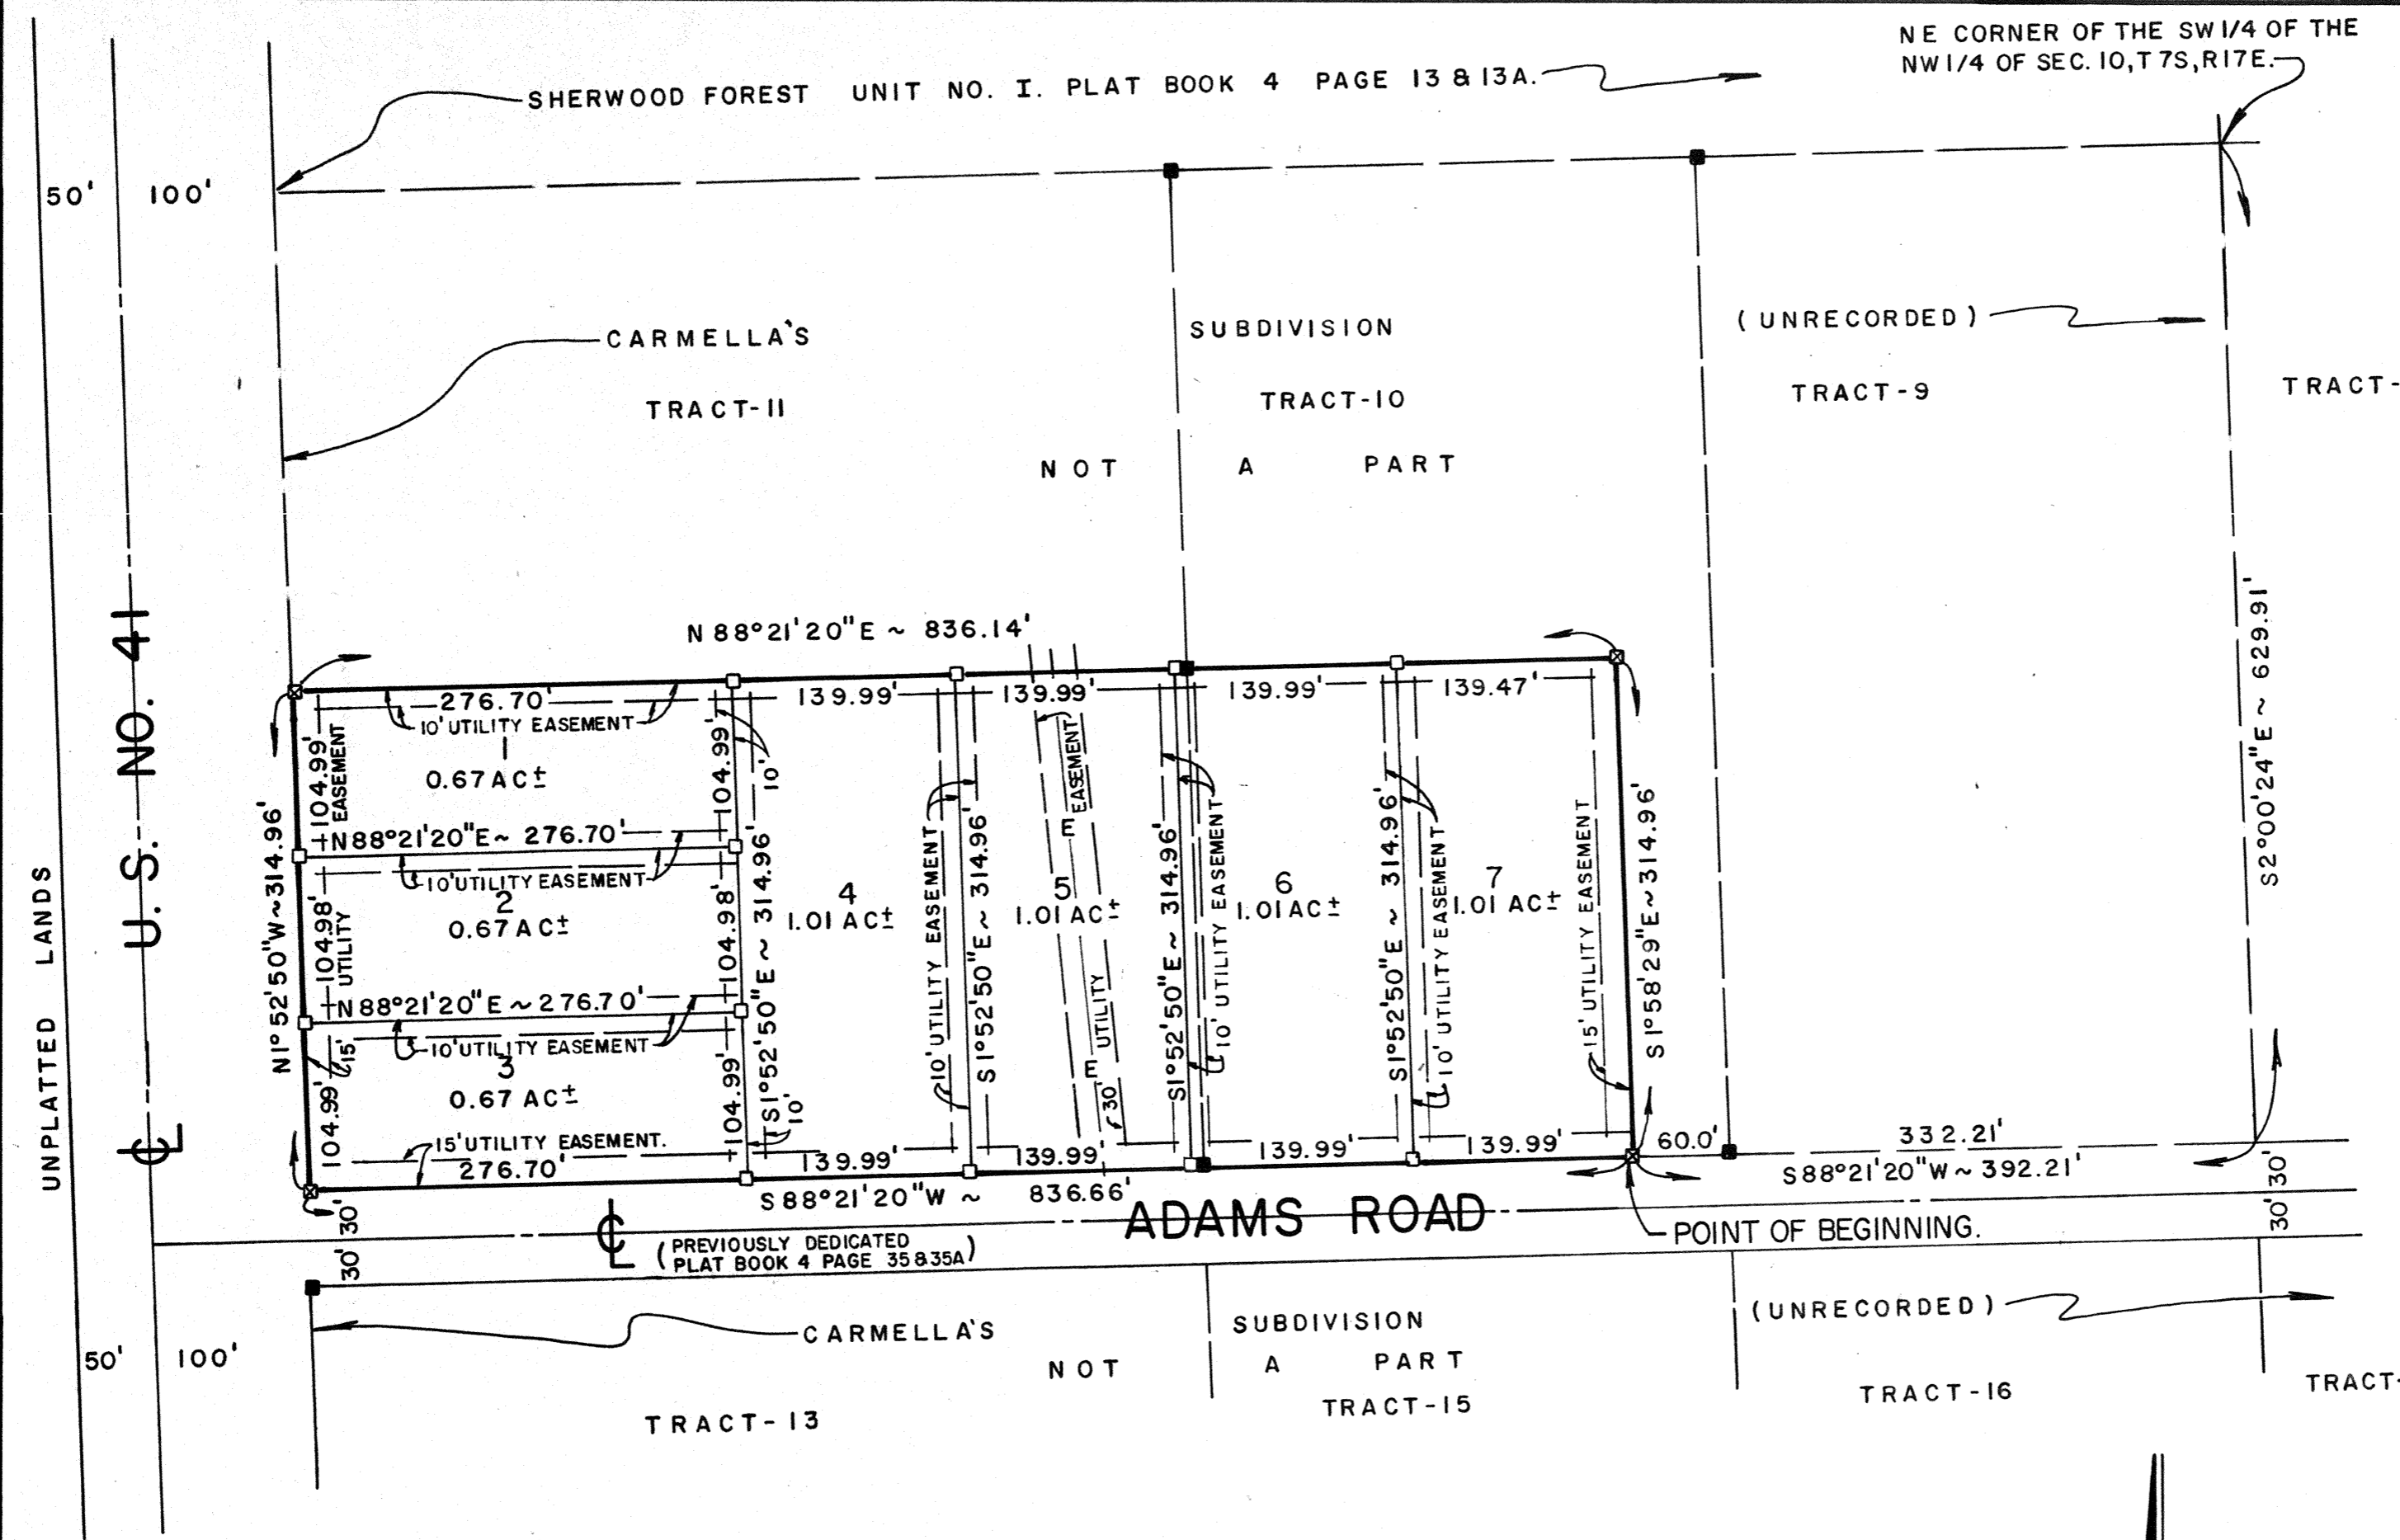 NE CORNER OF THE SW 1/4 OF THE
NW 1/4 OF SEC. 10, T 7S, R17E.
SHERWOOD FOREST UNIT NO. I. PLAT BOOK 4 PAGE 13 & 13A.
50' 100'
CARMELLA'S SUBDIVISION (UNRECORDED)
TRACT-11 TRACT-10 TRACT-9 TRACT-
NOT A PART
U.S. NO. 41
UNPLATTED LANDS
N 88°21'20"E ~ 836.14'
276.70' 139.99' 139.99' 139.99' 139.47'
10' UTILITY EASEMENT
1
0.67 AC±
104.99'
EASEMENT
104.99'
10'
N88°21'20"E ~ 276.70'
10' UTILITY EASEMENT
2
0.67 AC±
104.98'
UTILITY
104.98'
N1°52'50"W ~ 314.96'
N88°21'20"E ~ 276.70'
10' UTILITY EASEMENT
3
0.67 AC±
15'
104.99'
104.99'
10'
15' UTILITY EASEMENT.
276.70' 139.99' 139.99' 139.99' 139.99' 60.0' 332.21'
S1°52'50"E ~ 314.96'
4
1.01 AC±
10' UTILITY EASEMENT
S1°52'50"E ~ 314.96'
5
1.01 AC±
EASEMENT
E
UTILITY
E
30'
S1°52'50"E ~ 314.96'
10' UTILITY EASEMENT
6
1.01 AC±
S1°52'50"E ~ 314.96'
10' UTILITY EASEMENT
7
1.01 AC±
15' UTILITY EASEMENT
S1°58'29"E ~ 314.96'
S2°00'24"E ~ 629.91'
S88°21'20"W ~ 836.66'
S88°21'20"W ~ 392.21'
30' 30'
30' 30'
ADAMS ROAD
POINT OF BEGINNING.
(PREVIOUSLY DEDICATED
PLAT BOOK 4 PAGE 35&35A)
CARMELLA'S SUBDIVISION (UNRECORDED)
50' 100'
NOT A PART
TRACT-13 TRACT-15 TRACT-16 TRACT-